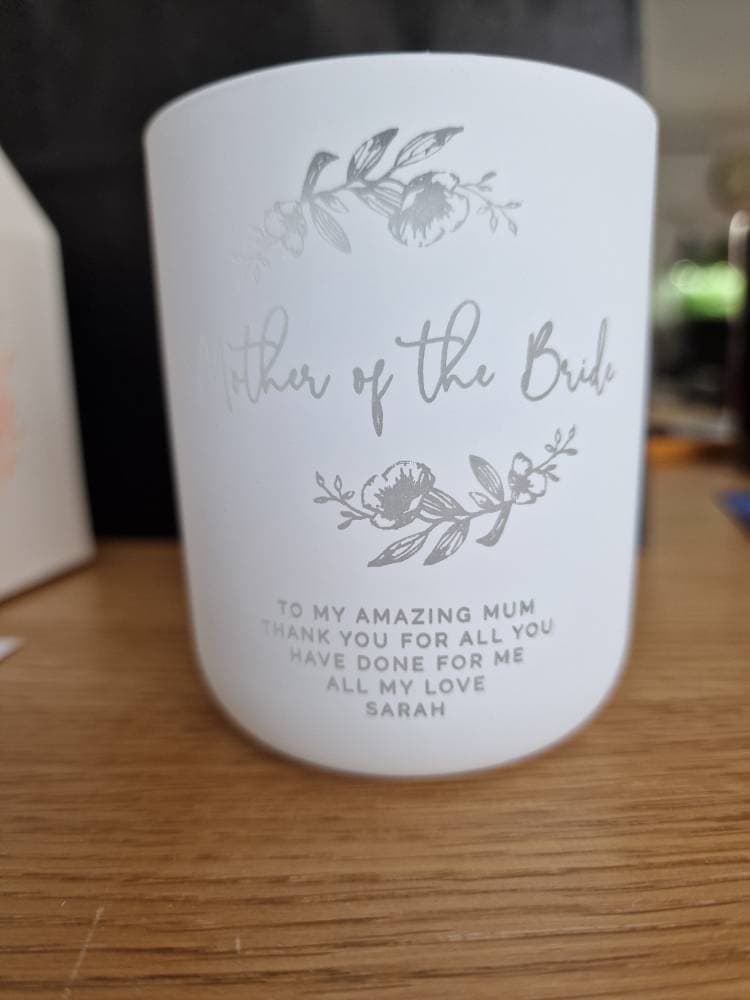 Mother of the Bride
TO MY AMAZING MUM
THANK YOU FOR ALL YOU
HAVE DONE FOR ME
ALL MY LOVE
SARAH